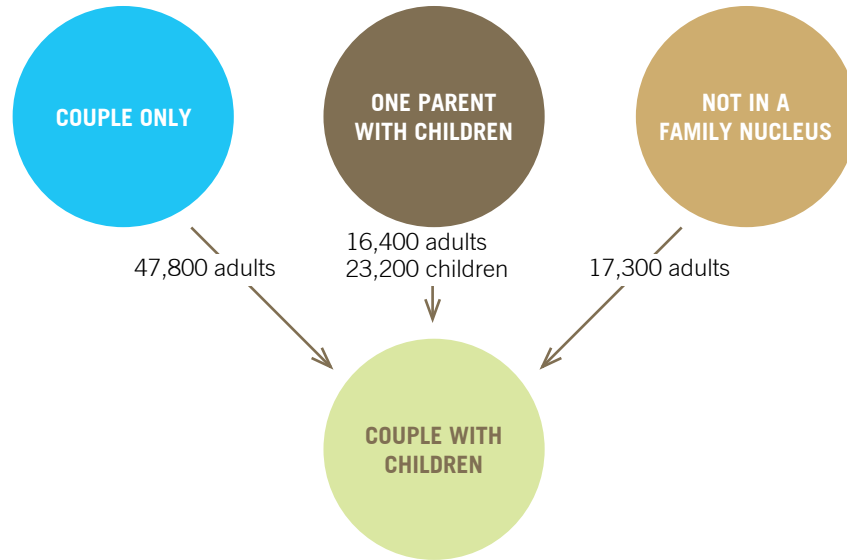 COUPLE ONLY
ONE PARENT
WITH CHILDREN
NOT IN A
FAMILY NUCLEUS
47,800 adults
16,400 adults
23,200 children
17,300 adults
COUPLE WITH
CHILDREN